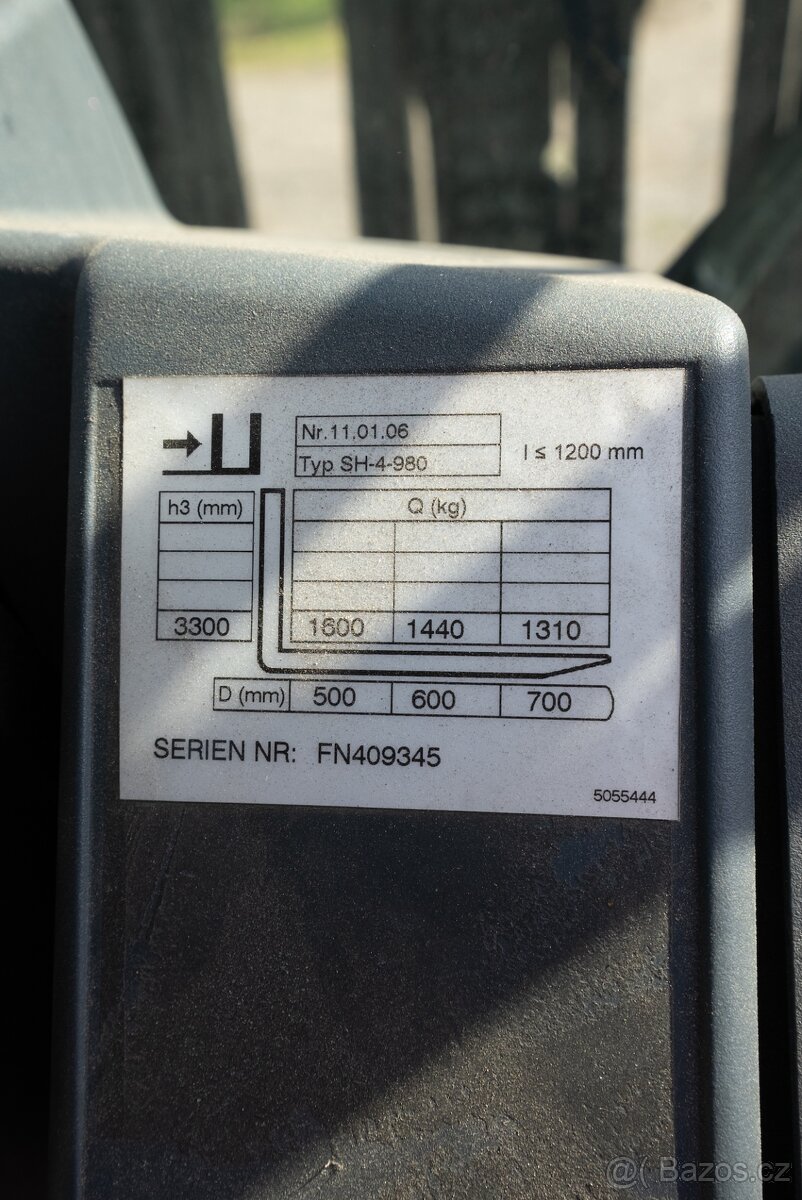 Nr.11.01.06
Typ SH-4-980
l ≤ 1200 mm
h3 (mm) Q (kg)
3300 1600 1440 1310
D (mm) 500 600 700
SERIEN NR: FN409345
5055444
@( Bazos.cz